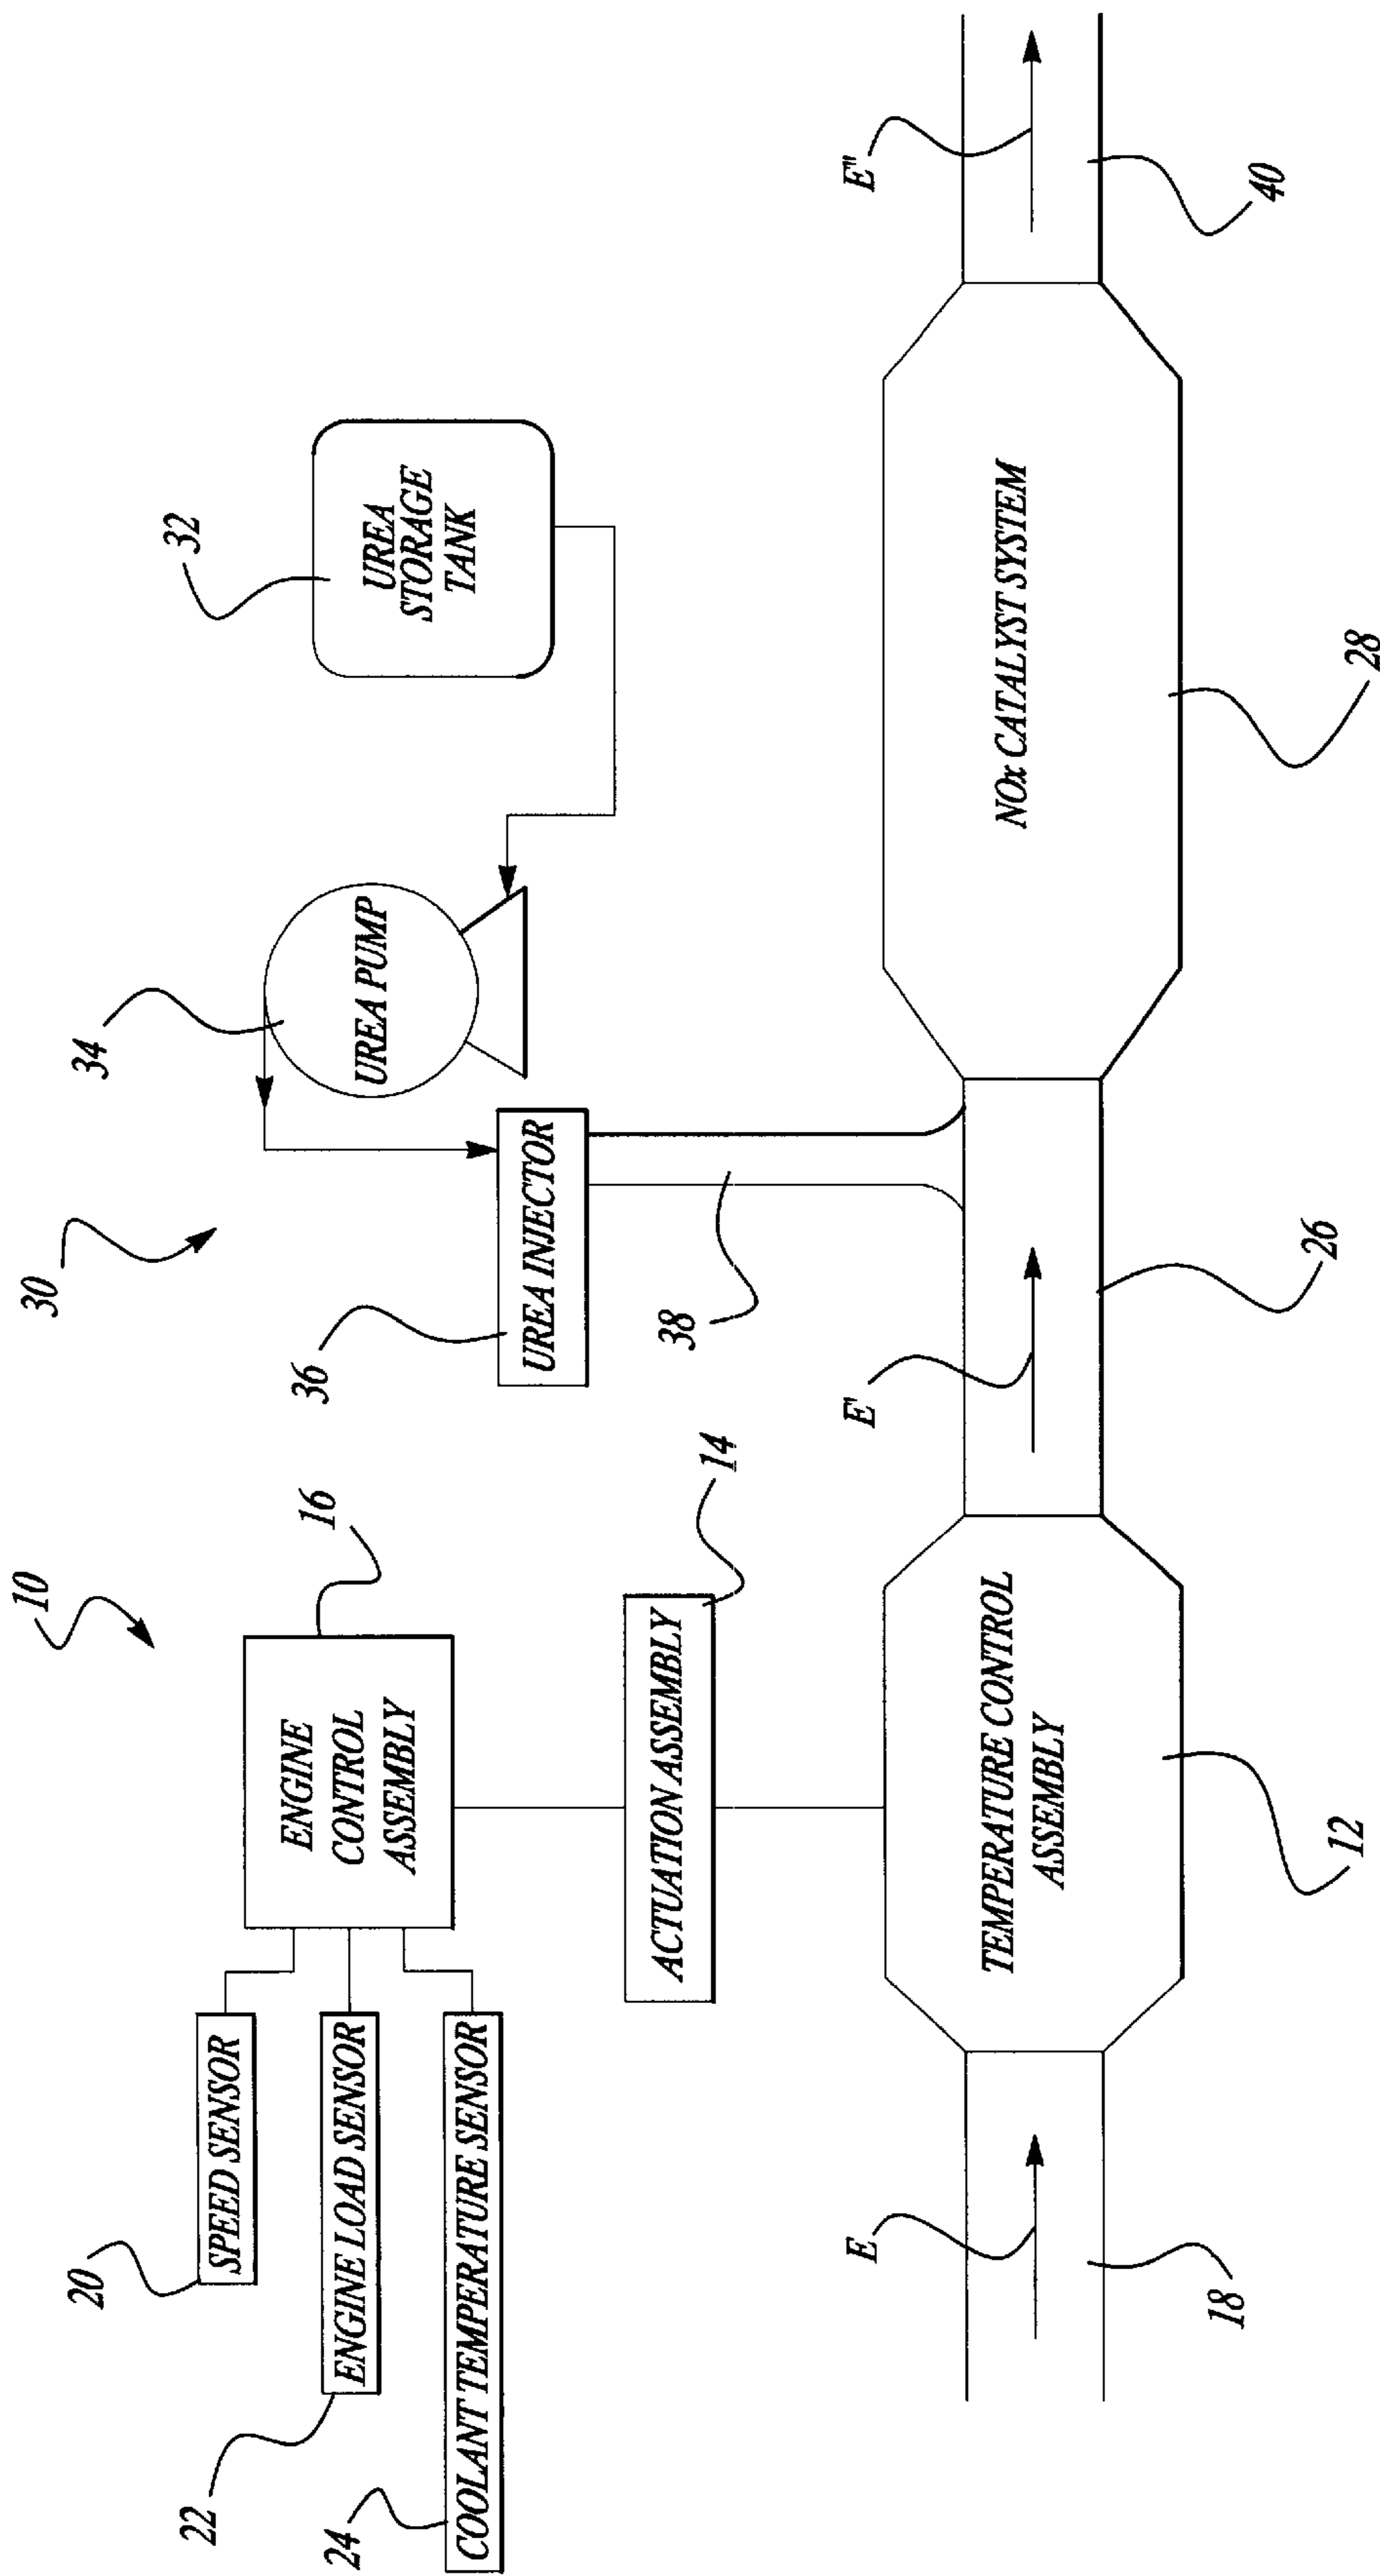 10
30
20
SPEED SENSOR
22
ENGINE LOAD SENSOR
24
COOLANT TEMPERATURE SENSOR
16
ENGINE
CONTROL
ASSEMBLY
14
ACTUATION ASSEMBLY
36
UREA INJECTOR
34
UREA PUMP
32
UREA
STORAGE
TANK
38
E
18
TEMPERATURE CONTROL
ASSEMBLY
12
E'
26
NOx CATALYST SYSTEM
28
E"
40